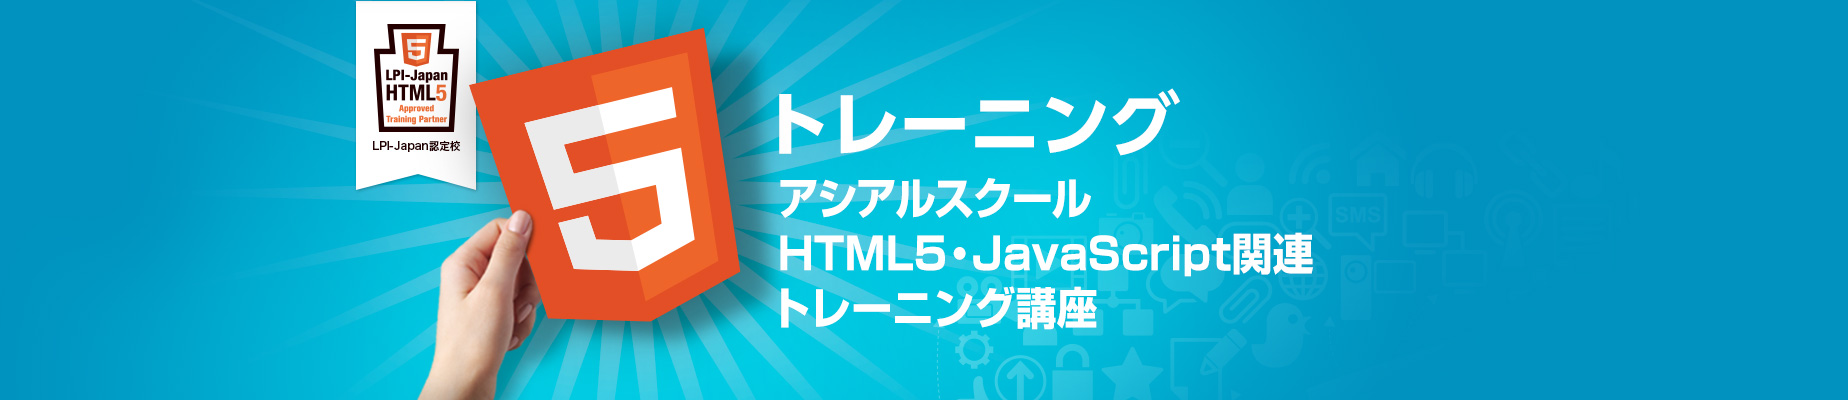 5
LPI-Japan
HTML5
Approved
Training Partner
LPI-Japan認定校
5
トレーニング
アシアルスクール
HTML5・JavaScript関連
トレーニング講座
SMS